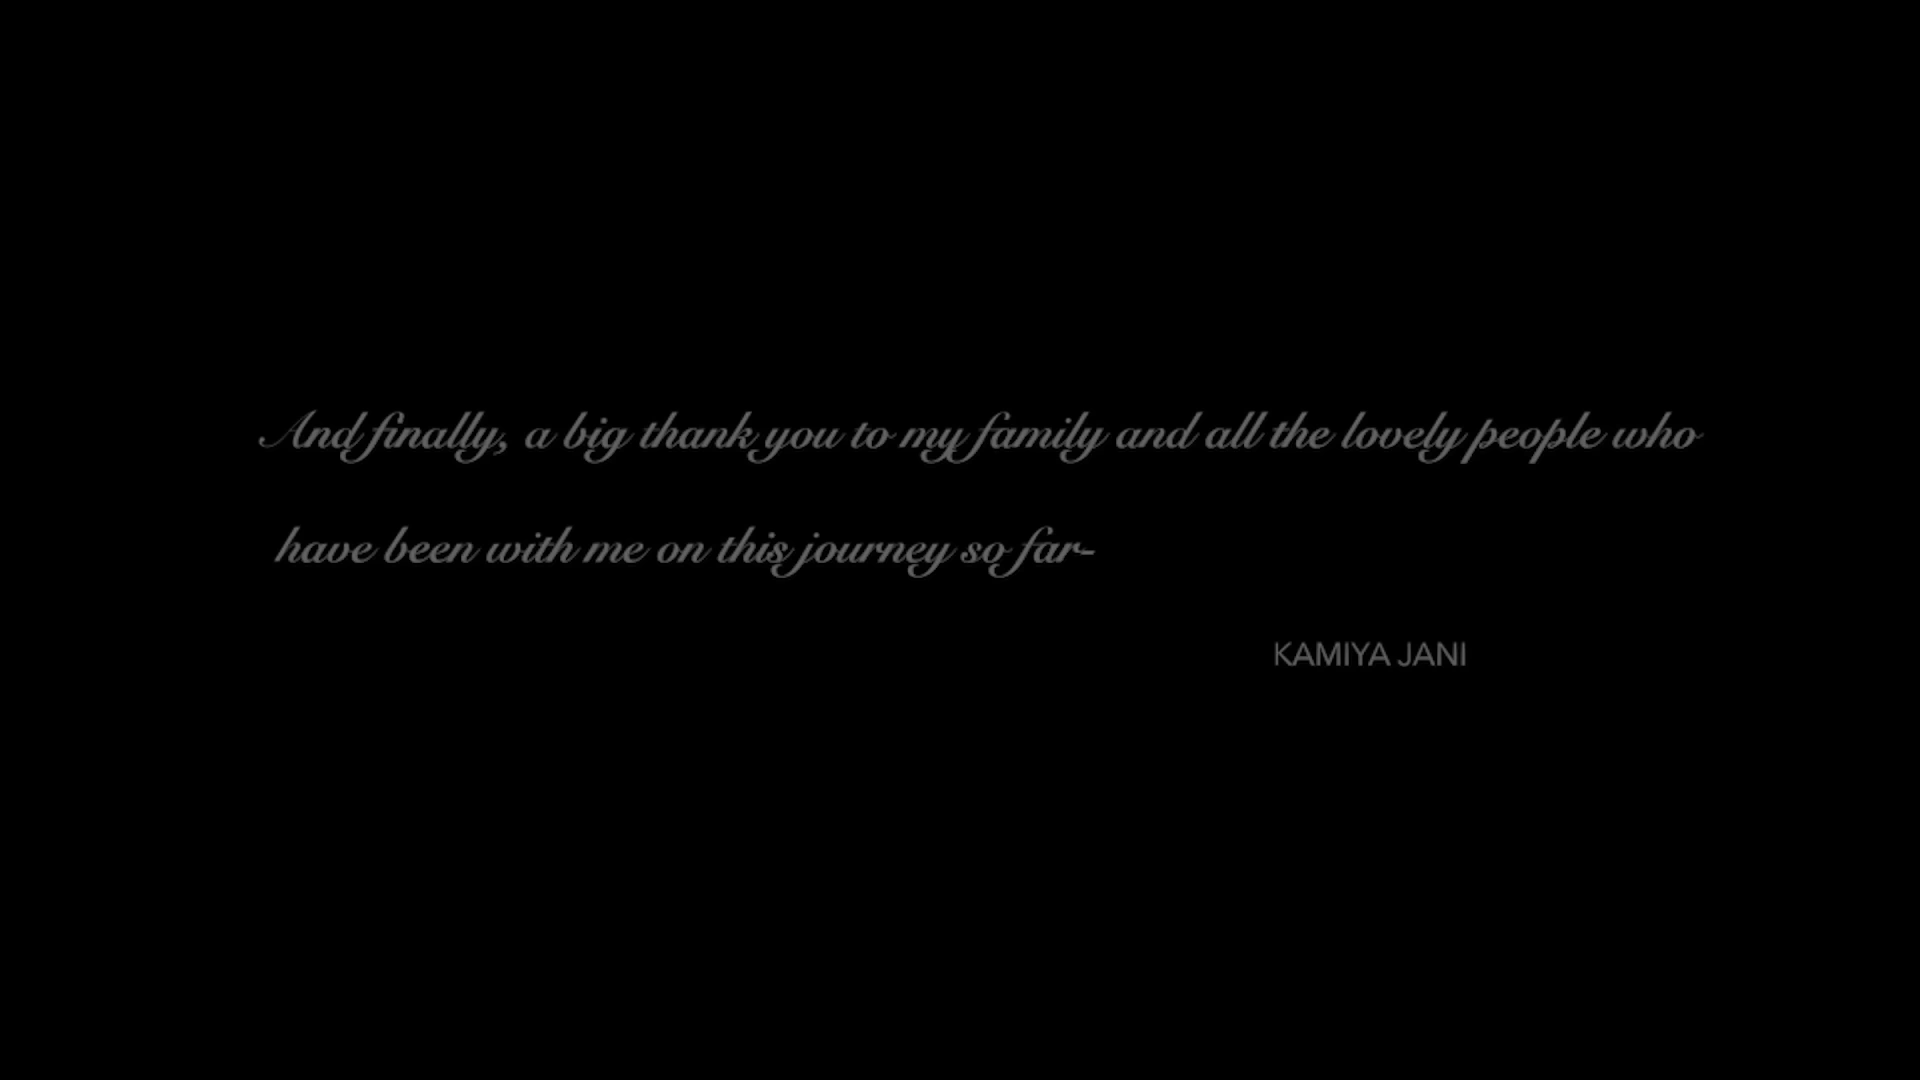 And finally, a big thank you to my family and all the lovely people who
have been with me on this journey so far-
KAMIYA JANI